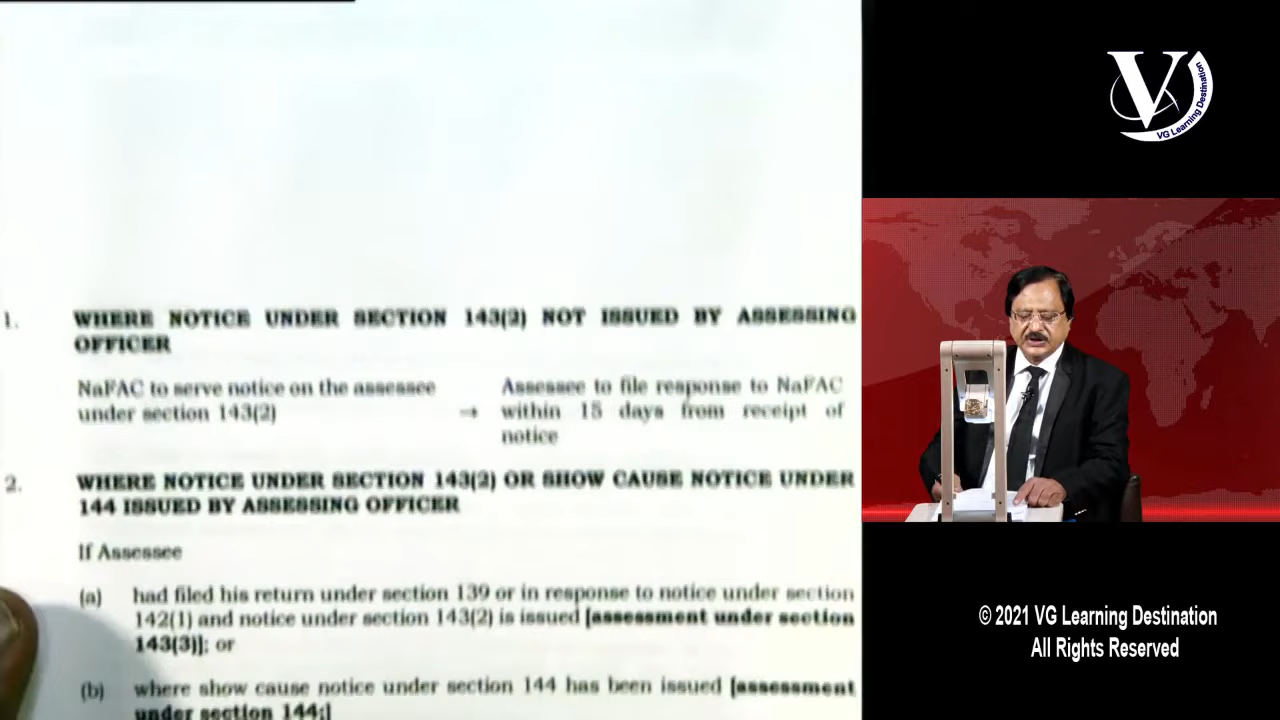 1. WHERE NOTICE UNDER SECTION 143(2) NOT ISSUED BY ASSESSING
OFFICER
NaFAC to serve notice on the assessee
under section 143(2)
→
Assessee to file response to NaFAC
within 15 days from receipt of
notice
2. WHERE NOTICE UNDER SECTION 143(2) OR SHOW CAUSE NOTICE UNDER
144 ISSUED BY ASSESSING OFFICER
If Assessee
(a) had filed his return under section 139 or in response to notice under section
142(1) and notice under section 143(2) is issued [assessment under section
143(3)]; or
(b) where show cause notice under section 144 has been issued [assessment
under section 144;]
V
VG Learning Destination
© 2021 VG Learning Destination
All Rights Reserved